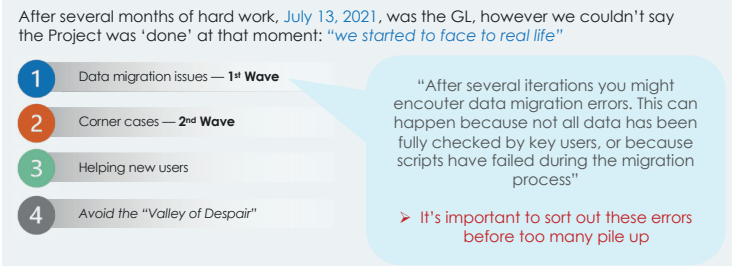 After several months of hard work, July 13, 2021, was the GL, however we couldn't say
the Project was 'done' at that moment: "we started to face to real life"
1 Data migration issues — 1st Wave
2 Corner cases — 2nd Wave
3 Helping new users
4 Avoid the "Valley of Despair"
"After several iterations you might
encouter data migration errors. This can
happen because not all data has been
fully checked by key users, or because
scripts have failed during the migration
process"
➢ It's important to sort out these errors
before too many pile up